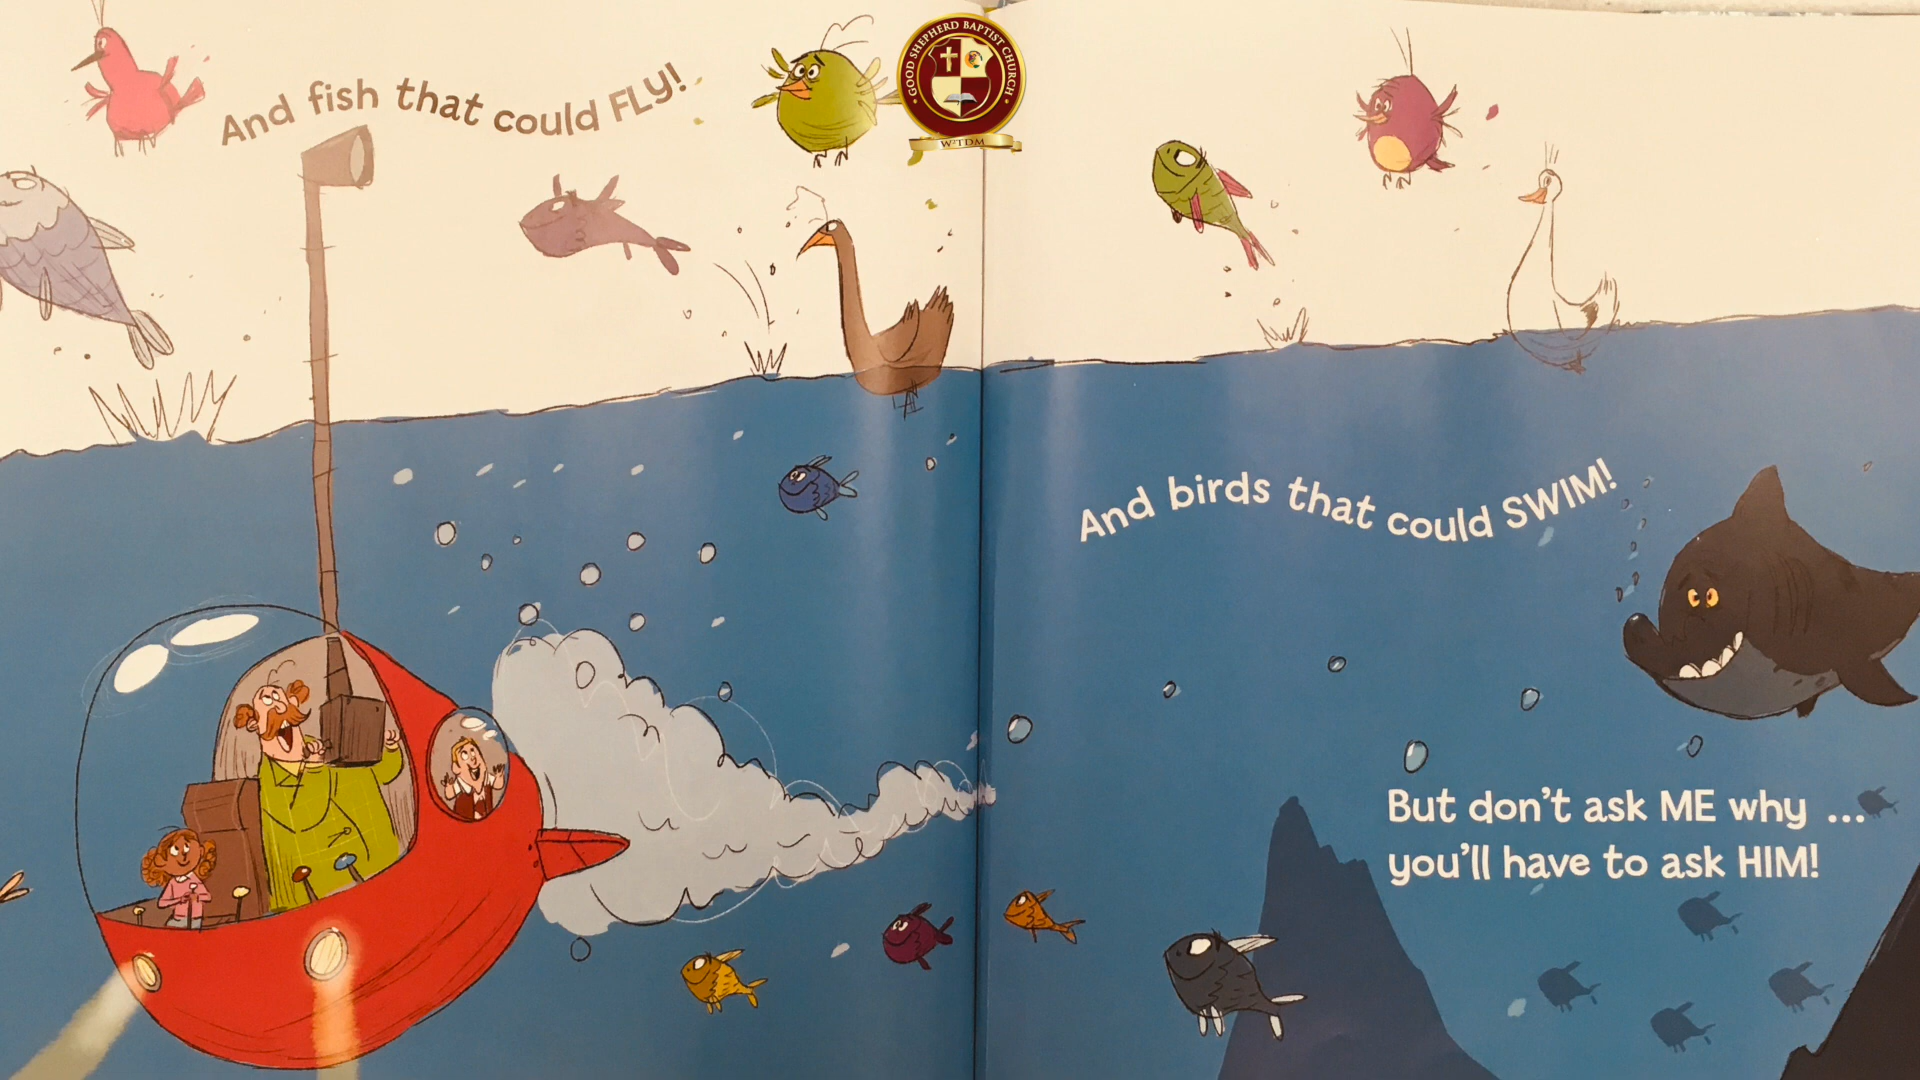 And fish that could FLY!
GOOD SHEPHERD BAPTIST CHURCH
W²TDM
And birds that could SWIM!
But don't ask ME why ...
you'll have to ask HIM!